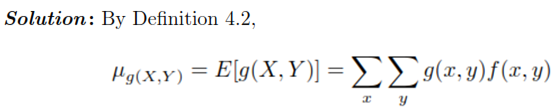 Solution: By Definition 4.2,
μ_{g(X,Y)} = E[g(X, Y)] = ∑_x ∑_y g(x, y)f(x, y)